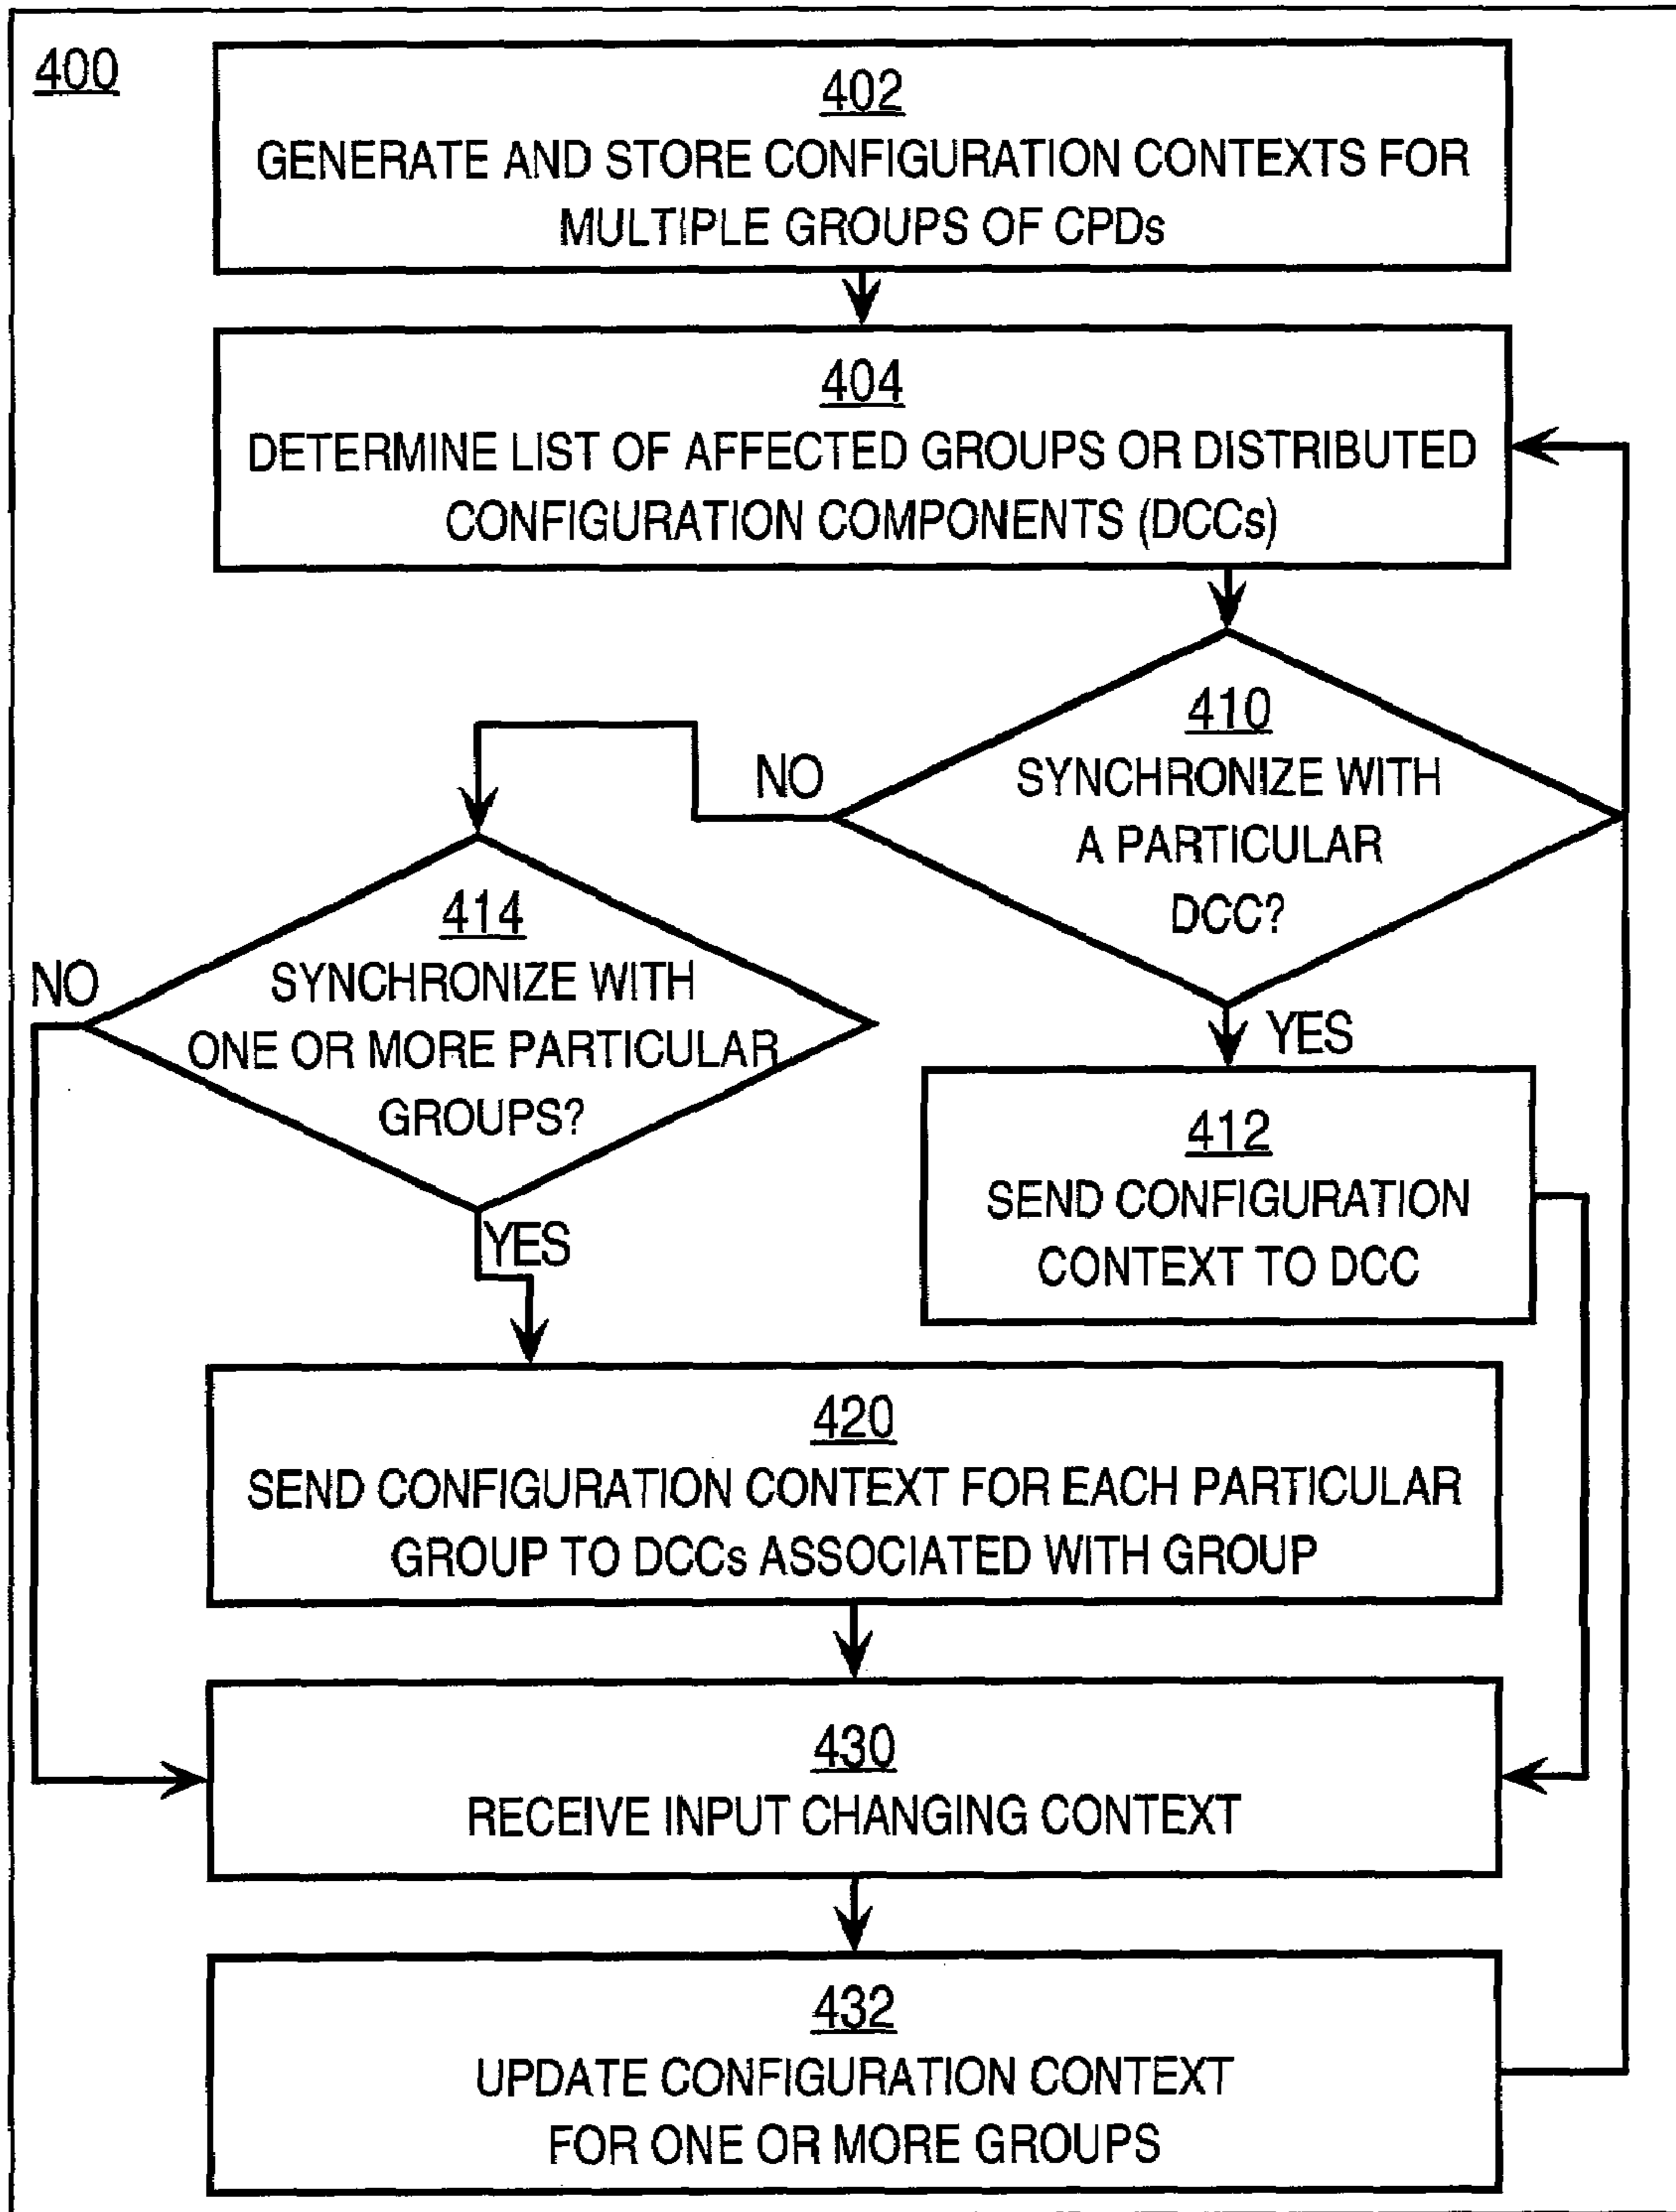 400
402
GENERATE AND STORE CONFIGURATION CONTEXTS FOR
MULTIPLE GROUPS OF CPDs
404
DETERMINE LIST OF AFFECTED GROUPS OR DISTRIBUTED
CONFIGURATION COMPONENTS (DCCs)
410
SYNCHRONIZE WITH
A PARTICULAR
DCC?
NO
YES
414
SYNCHRONIZE WITH
ONE OR MORE PARTICULAR
GROUPS?
NO
YES
412
SEND CONFIGURATION
CONTEXT TO DCC
420
SEND CONFIGURATION CONTEXT FOR EACH PARTICULAR
GROUP TO DCCs ASSOCIATED WITH GROUP
430
RECEIVE INPUT CHANGING CONTEXT
432
UPDATE CONFIGURATION CONTEXT
FOR ONE OR MORE GROUPS